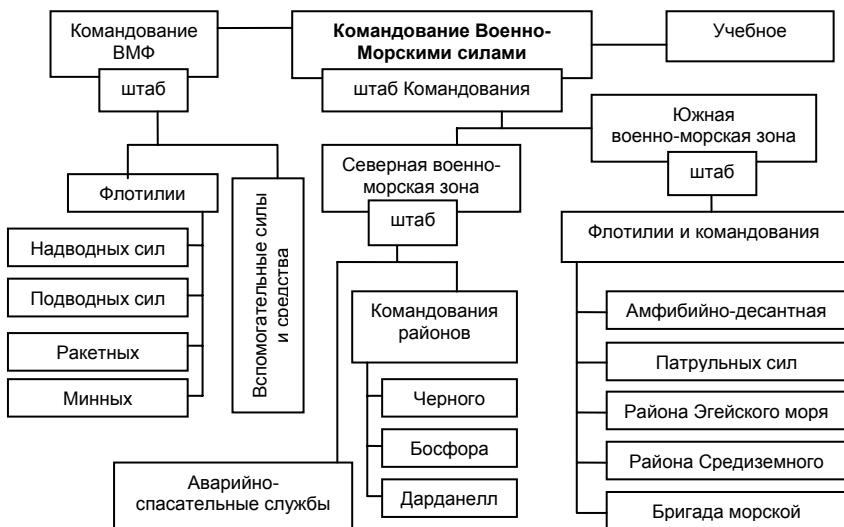 Командование
ВМФ
Командование Военно-
Морскими силами
Учебное
штаб
штаб Командования
Южная
военно-морская зона
Северная военно-
морская зона
штаб
Флотилии
штаб
Вспомогательные силы
и средства
Флотилии и командования
Надводных сил
Подводных сил
Ракетных
Минных
Командования
районов
Амфибийно-десантная
Патрульных сил
Черного
Района Эгейского моря
Босфора
Района Средиземного
Аварийно-
спасательные службы
Дарданелл
Бригада морской